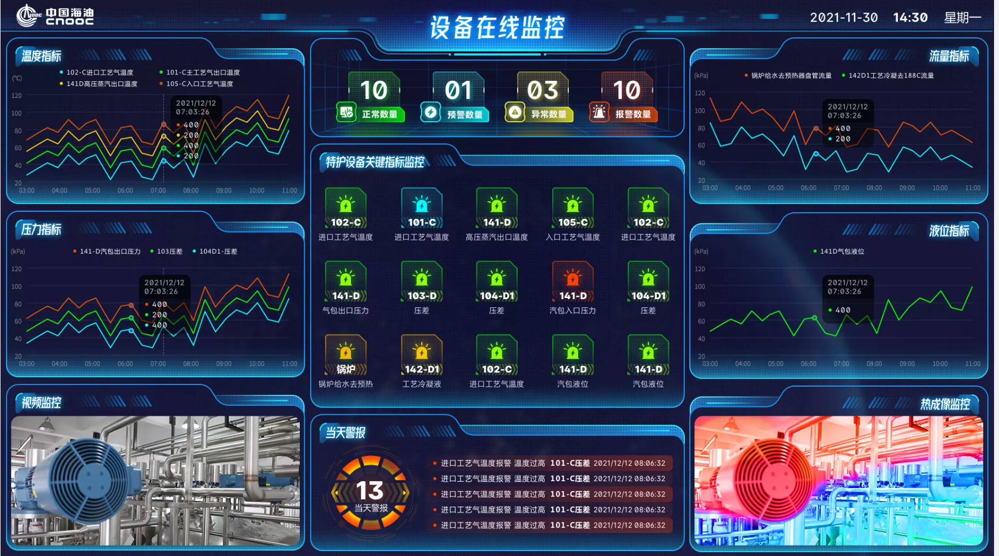 中国海油
CNOOC
设备在线监控
2021-11-30 14:30 星期一
温度指标
(℃)
102-C进口工艺气温度
101-C主工艺气出口温度
141D高压蒸汽出口温度
105-C入口工艺气温度
120
100
80
60
40
20
2021/12/12
07:03:26
400
200
400
200
03:00 04:00 05:00 06:00 07:00 08:00 09:00 10:00 11:00
压力指标
(kPa)
141-D汽包出口压力
103压差
104D1-压差
120
100
80
60
40
20
2021/12/12
07:03:26
400
200
400
03:00 04:00 05:00 06:00 07:00 08:00 09:00 10:00 11:00
视频监控
10
正常数量
01
预警数量
03
异常数量
10
报警数量
特护设备关键指标监控
102-C
进口工艺气温度
101-C
进口工艺气温度
141-D
高压蒸汽出口温度
105-C
入口工艺气温度
102-C
进口工艺气温度
141-D
气包出口压力
103-D
压差
104-D1
压差
141-D
汽包入口压力
104-D1
压差
锅炉
锅炉给水去预热
142-D1
工艺冷凝液
102-C
进口工艺气温度
141-D
汽包液位
141-D
汽包液位
当天警报
13
当天警报
进口工艺气温度报警 温度过高 101-C压差 2021/12/12 08:06:32
进口工艺气温度报警 温度过高 101-C压差 2021/12/12 08:06:32
进口工艺气温度报警 温度过高 101-C压差 2021/12/12 08:06:32
进口工艺气温度报警 温度过高 101-C压差 2021/12/12 08:06:32
进口工艺气温度报警 温度过高 101-C压差 2021/12/12 08:06:32
流量指标
(kPa)
锅炉给水去预热器盘管流量
142D1工艺冷凝去188C流量
120
100
80
60
40
20
2021/12/12
07:03:26
400
200
03:00 04:00 05:00 06:00 07:00 08:00 09:00 10:00 11:00
液位指标
(kPa)
141D气包液位
120
100
80
60
40
20
2021/12/12
07:03:26
400
03:00 04:00 05:00 06:00 07:00 08:00 09:00 10:00 11:00
热成像监控